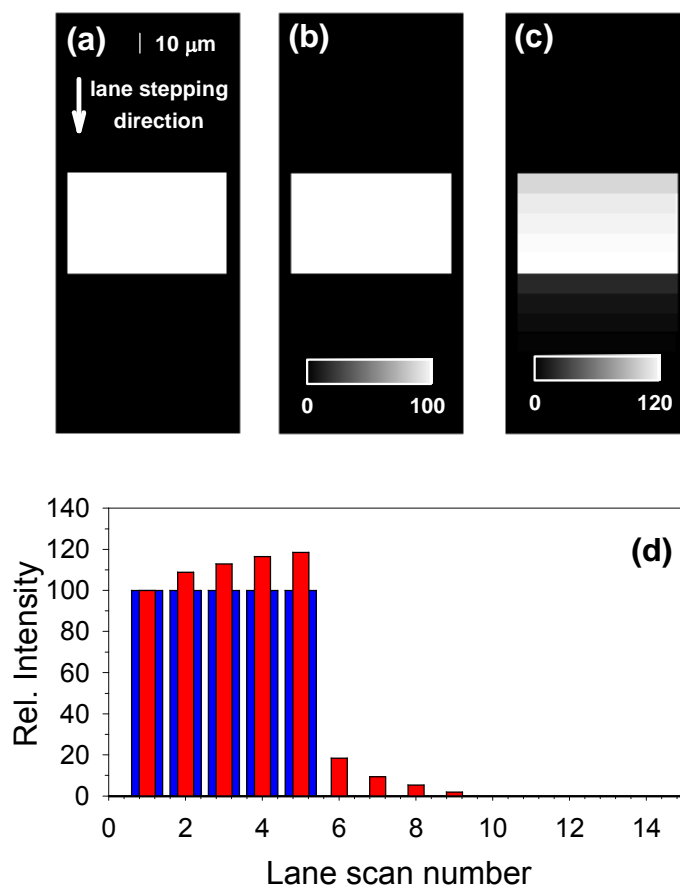 (a)
10 μm
lane stepping
direction
(b)
0 100
(c)
0 120
140
120
100
80
60
40
20
0
Rel. Intensity
(d)
0 2 4 6 8 10 12 14
Lane scan number